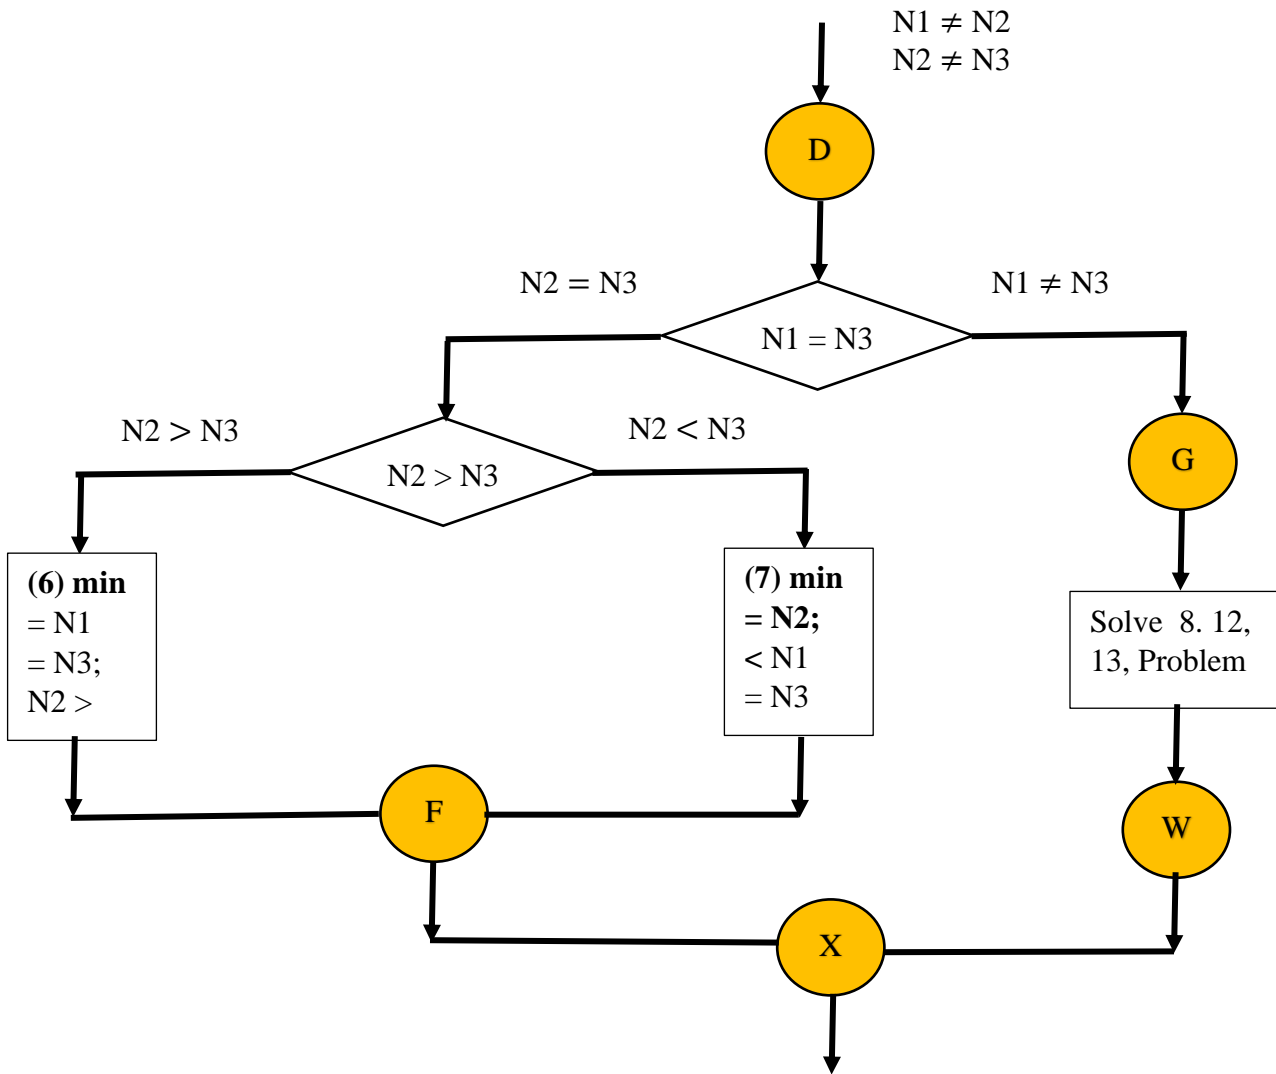 N1 ≠ N2
N2 ≠ N3
D
N2 = N3
N1 ≠ N3
N1 = N3
N2 > N3
N2 < N3
N2 > N3
G
(6) min
= N1
= N3;
N2 >
(7) min
= N2;
< N1
= N3
Solve 8. 12,
13, Problem
F
W
X